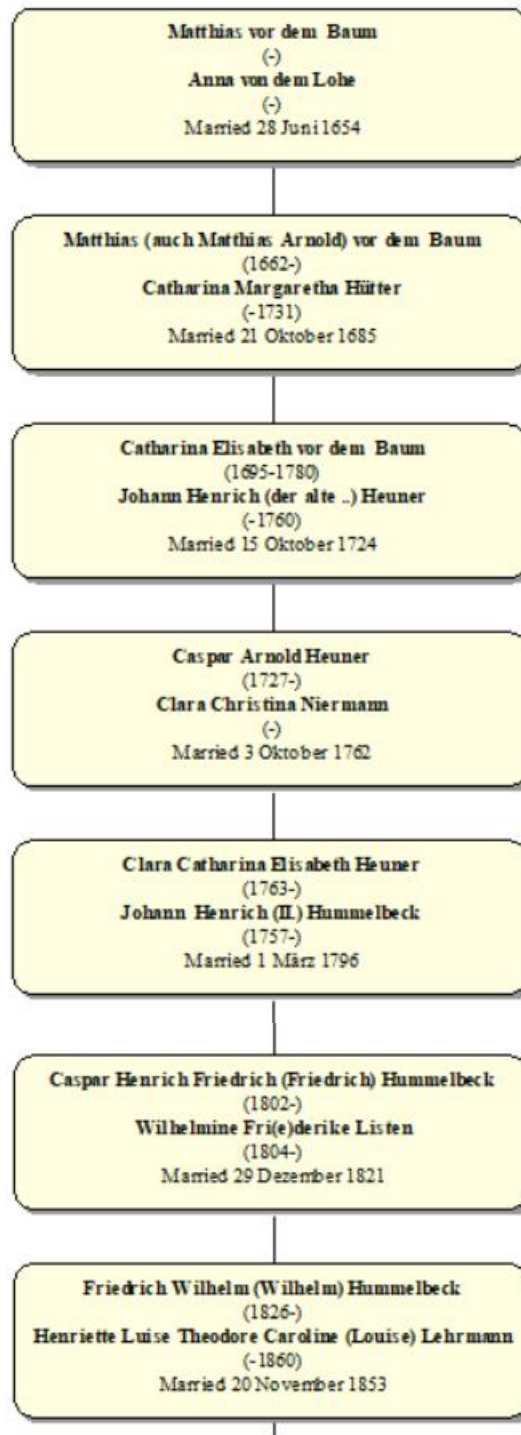 Matthias vor dem Baum
(-)
Anna von dem Lohe
(-)
Married 28 Juni 1654
Matthias (auch Matthias Arnold) vor dem Baum
(1662-)
Catharina Margaretha Hütter
(-1731)
Married 21 Oktober 1685
Catharina Elisabeth vor dem Baum
(1695-1780)
Johann Henrich (der alte ..) Heuner
(-1760)
Married 15 Oktober 1724
Caspar Arnold Heuner
(1727-)
Clara Christina Niermann
(-)
Married 3 Oktober 1762
Clara Catharina Elisabeth Heuner
(1763-)
Johann Henrich (II.) Hummelbeck
(1757-)
Married 1 März 1796
Caspar Henrich Friedrich (Friedrich) Hummelbeck
(1802-)
Wilhelmine Fri(e)derike Listen
(1804-)
Married 29 Dezember 1821
Friedrich Wilhelm (Wilhelm) Hummelbeck
(1826-)
Henriette Luise Theodore Caroline (Louise) Lehrmann
(-1860)
Married 20 November 1853